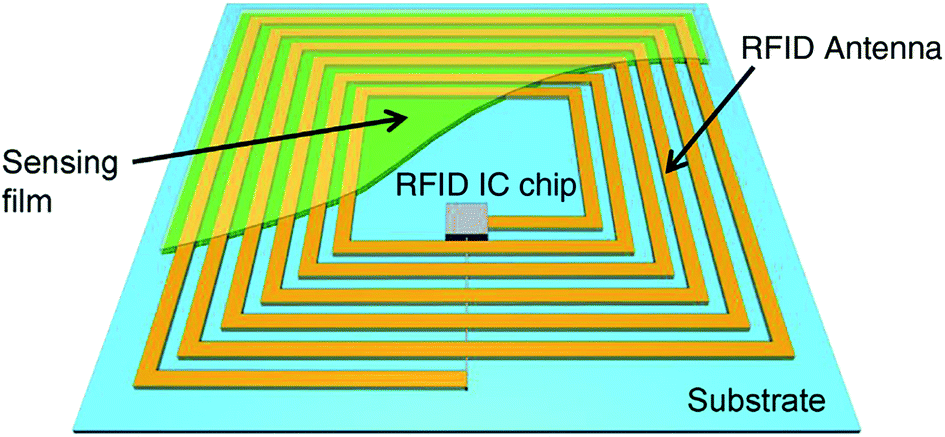 RFID Antenna
Sensing
film
RFID IC chip
Substrate